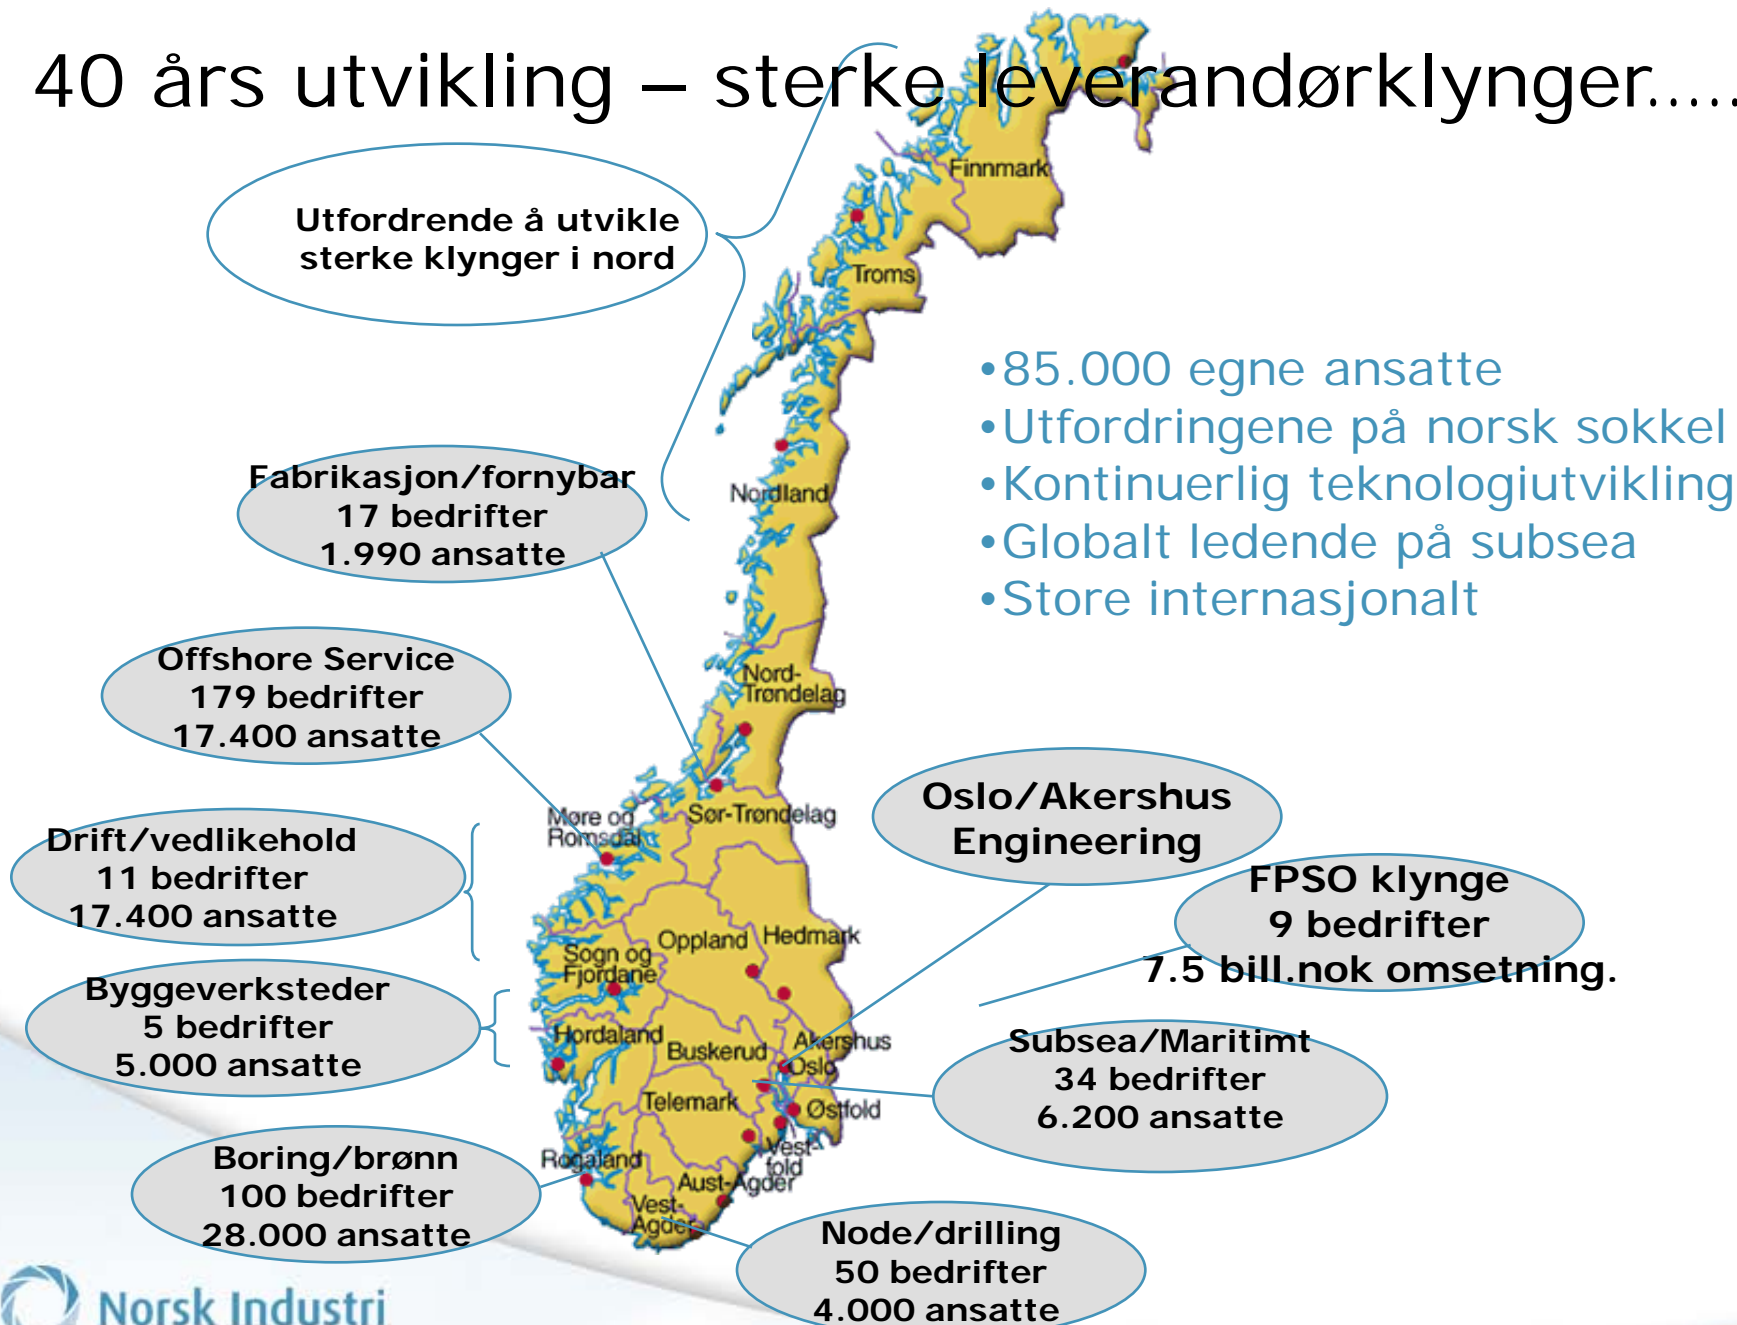 40 års utvikling – sterke leverandørklynger.....
Utfordrende å utvikle
sterke klynger i nord
Finnmark
Troms
•85.000 egne ansatte
•Utfordringene på norsk sokkel
•Kontinuerlig teknologiutvikling
•Globalt ledende på subsea
•Store internasjonalt
Fabrikasjon/fornybar
17 bedrifter
1.990 ansatte
Nordland
Offshore Service
179 bedrifter
17.400 ansatte
Nord-
Trøndelag
Møre og
Romsdal
Sør-Trøndelag
Oslo/Akershus
Engineering
Drift/vedlikehold
11 bedrifter
17.400 ansatte
FPSO klynge
9 bedrifter
7.5 bill.nok omsetning.
Sogn og
Fjordane
Oppland
Hedmark
Byggeverksteder
5 bedrifter
5.000 ansatte
Hordaland
Buskerud
Akershus
Oslo
Subsea/Maritimt
34 bedrifter
6.200 ansatte
Telemark
Østfold
Vest-
fold
Boring/brønn
100 bedrifter
28.000 ansatte
Rogaland
Aust-Agder
Vest-
Agder
Node/drilling
50 bedrifter
4.000 ansatte
Norsk Industri